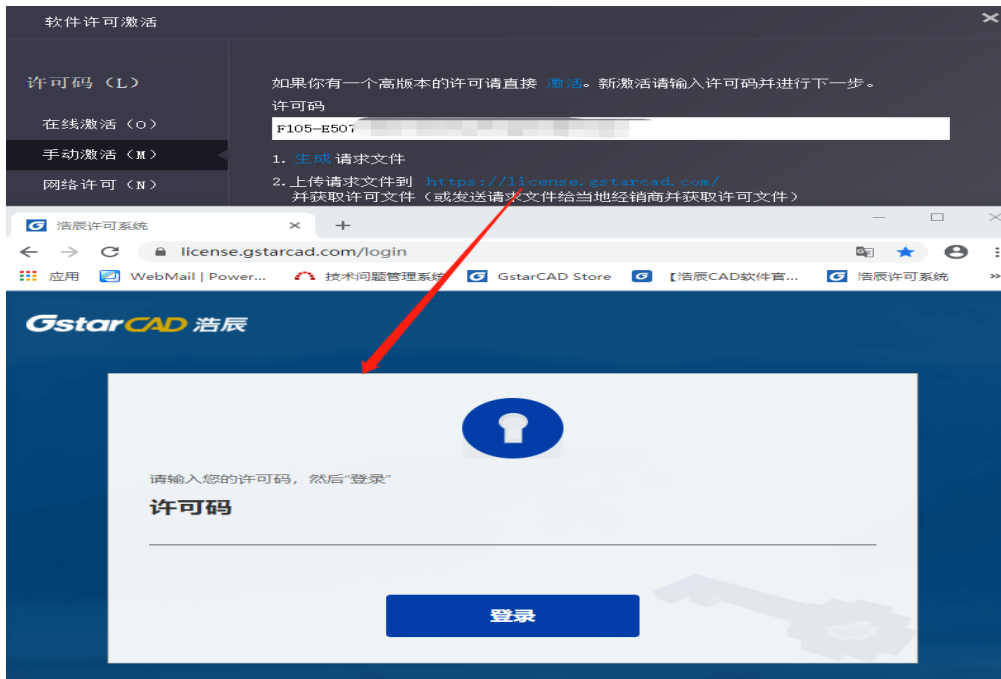 软件许可激活
许可码（L）
如果你有一个高版本的许可请直接 激活。新激活请输入许可码并进行下一步。
许可码
在线激活（O）
F105-E507
手动激活（M）
1. 生成 请求文件
网络许可（N）
2. 上传请求文件到 https://license.gstarcad.com/
并获取许可文件（或发送请求文件给当地经销商并获取许可文件）
浩辰许可系统
license.gstarcad.com/login
应用 WebMail | Power... 技术问题管理系统 GstarCAD Store 【浩辰CAD软件官... 浩辰许可系统
GstarCAD 浩辰
请输入您的许可码，然后“登录”
许可码
登录